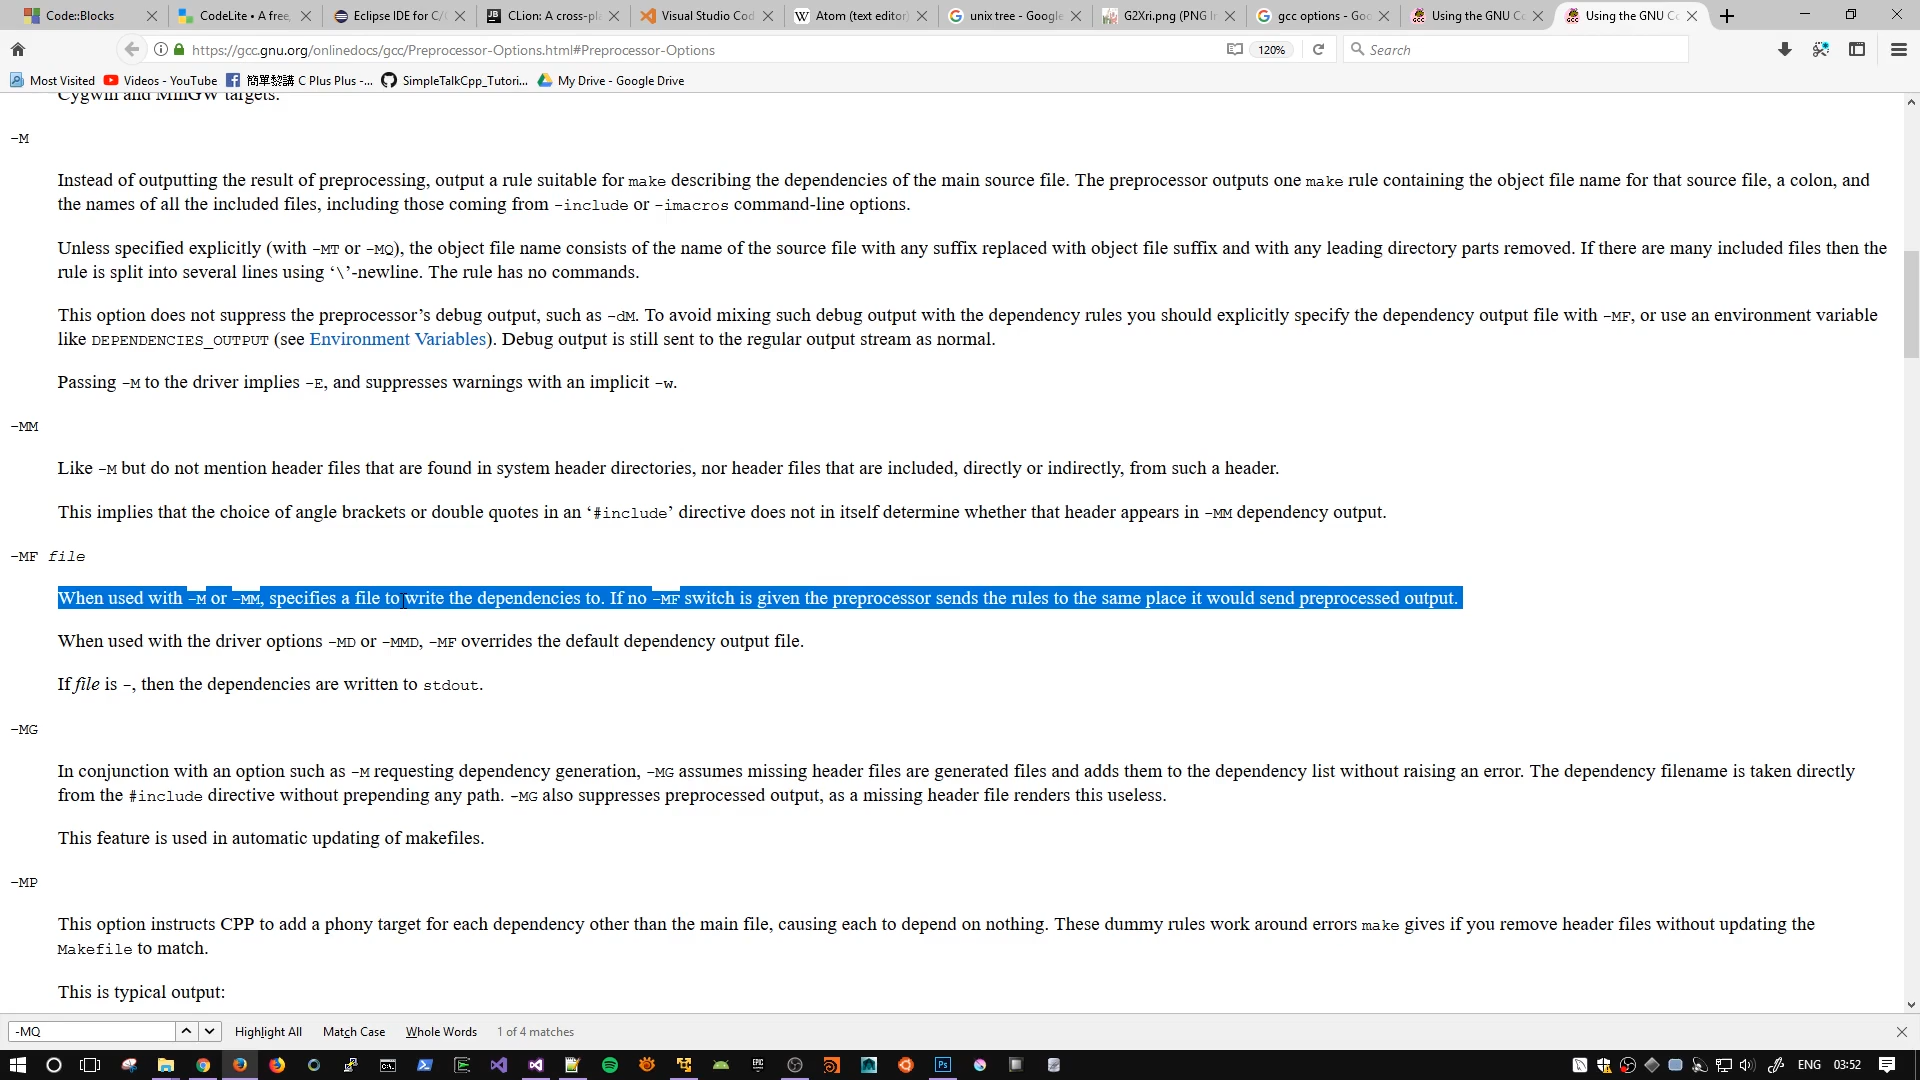 Code::Blocks
CodeLite • A free,
Eclipse IDE for C/C
CLion: A cross-pl
Visual Studio Cod
Atom (text editor)
unix tree - Google
G2Xri.png (PNG I
gcc options - Goo
Using the GNU C
Using the GNU C
https://gcc.gnu.org/onlinedocs/gcc/Preprocessor-Options.html#Preprocessor-Options
120%
Search
Most Visited
Videos - YouTube
簡單黎講 C Plus Plus -...
SimpleTalkCpp_Tutori...
My Drive - Google Drive
Cygwin and MinGW targets.
-M
Instead of outputting the result of preprocessing, output a rule suitable for make describing the dependencies of the main source file. The preprocessor outputs one make rule containing the object file name for that source file, a colon, and
the names of all the included files, including those coming from -include or -imacros command-line options.
Unless specified explicitly (with -MT or -MQ), the object file name consists of the name of the source file with any suffix replaced with object file suffix and with any leading directory parts removed. If there are many included files then the
rule is split into several lines using ‘\’-newline. The rule has no commands.
This option does not suppress the preprocessor’s debug output, such as -dM. To avoid mixing such debug output with the dependency rules you should explicitly specify the dependency output file with -MF, or use an environment variable
like DEPENDENCIES_OUTPUT (see Environment Variables). Debug output is still sent to the regular output stream as normal.
Passing -M to the driver implies -E, and suppresses warnings with an implicit -w.
-MM
Like -M but do not mention header files that are found in system header directories, nor header files that are included, directly or indirectly, from such a header.
This implies that the choice of angle brackets or double quotes in an ‘#include’ directive does not in itself determine whether that header appears in -MM dependency output.
-MF file
When used with -M or -MM, specifies a file to write the dependencies to. If no -MF switch is given the preprocessor sends the rules to the same place it would send preprocessed output.
When used with the driver options -MD or -MMD, -MF overrides the default dependency output file.
If file is -, then the dependencies are written to stdout.
-MG
In conjunction with an option such as -M requesting dependency generation, -MG assumes missing header files are generated files and adds them to the dependency list without raising an error. The dependency filename is taken directly
from the #include directive without prepending any path. -MG also suppresses preprocessed output, as a missing header file renders this useless.
This feature is used in automatic updating of makefiles.
-MP
This option instructs CPP to add a phony target for each dependency other than the main file, causing each to depend on nothing. These dummy rules work around errors make gives if you remove header files without updating the
Makefile to match.
This is typical output:
-MQ
Highlight All
Match Case
Whole Words
1 of 4 matches
ENG
03:52